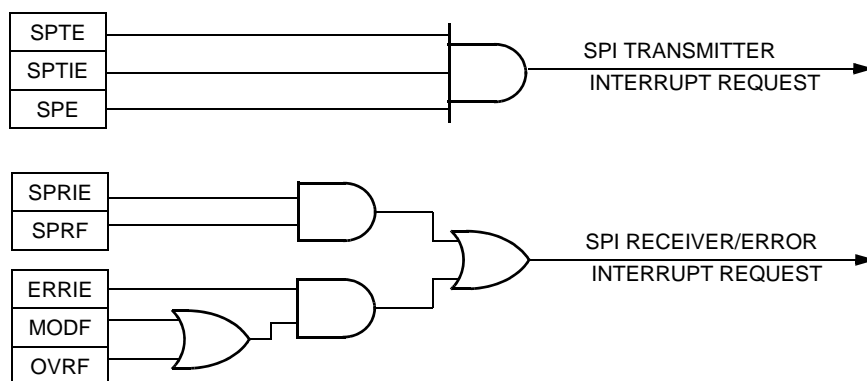 SPTE
SPTIE
SPE
SPI TRANSMITTER
INTERRUPT REQUEST
SPRIE
SPRF
ERRIE
MODF
OVRF
SPI RECEIVER/ERROR
INTERRUPT REQUEST